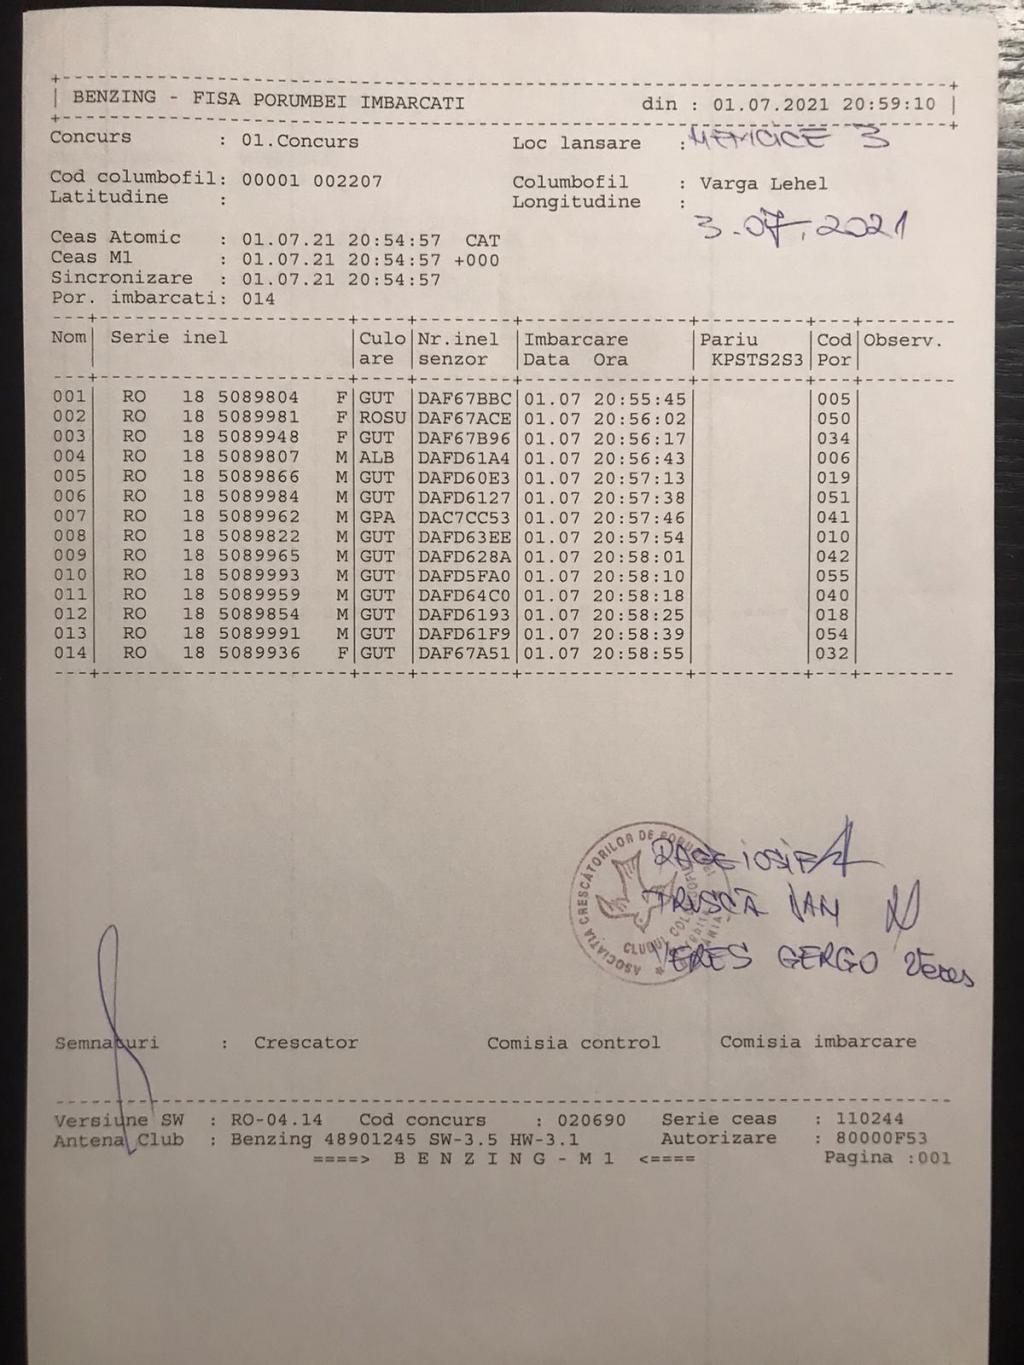 BENZING - FISA PORUMBEI IMBARCATI din : 01.07.2021 20:59:10
Concurs : 01.Concurs Loc lansare : NEMCICE 3
Cod columbofil: 00001 002207 Columbofil : Varga Lehel
Latitudine : Longitudine :
3.07.2021
Ceas Atomic : 01.07.21 20:54:57 CAT
Ceas M1 : 01.07.21 20:54:57 +000
Sincronizare : 01.07.21 20:54:57
Por. imbarcati: 014
Nom Serie inel Culo Nr.inel Imbarcare Pariu Cod Observ.
are senzor Data Ora KPSTS2S3 Por
001 RO 18 5089804 F GUT DAF67BBC 01.07 20:55:45 005
002 RO 18 5089981 F ROSU DAF67ACE 01.07 20:56:02 050
003 RO 18 5089948 F GUT DAF67B96 01.07 20:56:17 034
004 RO 18 5089807 M ALB DAFD61A4 01.07 20:56:43 006
005 RO 18 5089866 M GUT DAFD60E3 01.07 20:57:13 019
006 RO 18 5089984 M GUT DAFD6127 01.07 20:57:38 051
007 RO 18 5089962 M GPA DAC7CC53 01.07 20:57:46 041
008 RO 18 5089822 M GUT DAFD63EE 01.07 20:57:54 010
009 RO 18 5089965 M GUT DAFD628A 01.07 20:58:01 042
010 RO 18 5089993 M GUT DAFD5FA0 01.07 20:58:10 055
011 RO 18 5089959 M GUT DAFD64C0 01.07 20:58:18 040
012 RO 18 5089854 M GUT DAFD6193 01.07 20:58:25 018
013 RO 18 5089991 M GUT DAFD61F9 01.07 20:58:39 054
014 RO 18 5089936 F GUT DAF67A51 01.07 20:58:55 032
ASOCIATIA CRESCĂTORILOR DE
IOSIF
TRUSCĂ
VERES GERGO Veres
Semnaturi : Crescator Comisia control Comisia imbarcare
Versiune SW : RO-04.14 Cod concurs : 020690 Serie ceas : 110244
Antena Club : Benzing 48901245 SW-3.5 HW-3.1 Autorizare : 80000F53
====> B E N Z I N G - M 1 <==== Pagina :001